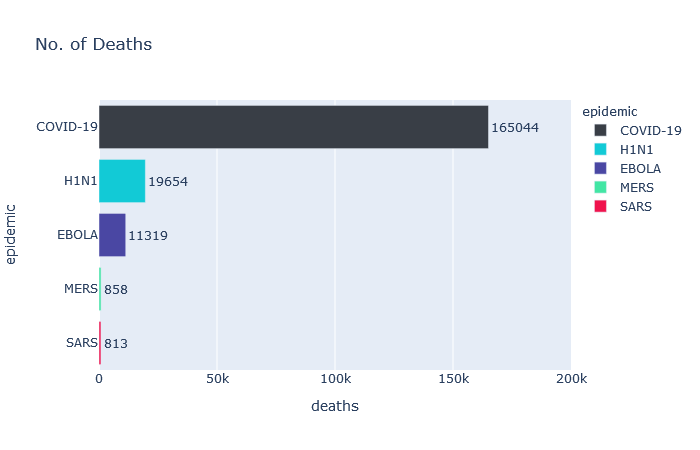 No. of Deaths
epidemic
COVID-19 165044
H1N1 19654
EBOLA 11319
MERS 858
SARS 813
0 50k 100k 150k 200k
deaths
epidemic
COVID-19
H1N1
EBOLA
MERS
SARS